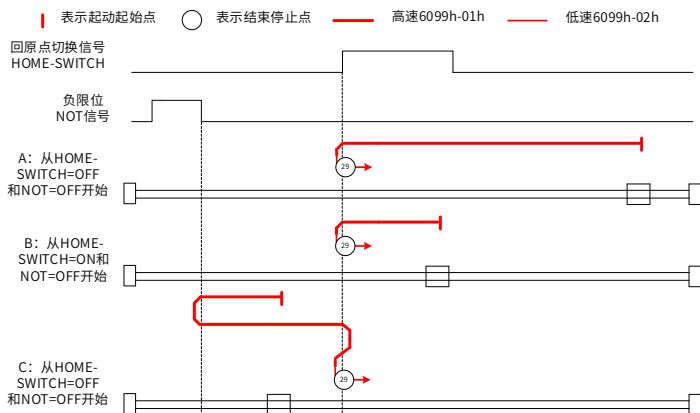 表示起动起始点 表示结束停止点 高速6099h-01h 低速6099h-02h
回原点切换信号
HOME-SWITCH
负限位
NOT信号
A：从HOME-
SWITCH=OFF
和NOT=OFF开始
29
B：从HOME-
SWITCH=ON和
NOT=OFF开始
29
C：从HOME-
SWITCH=OFF
和NOT=OFF开始
29